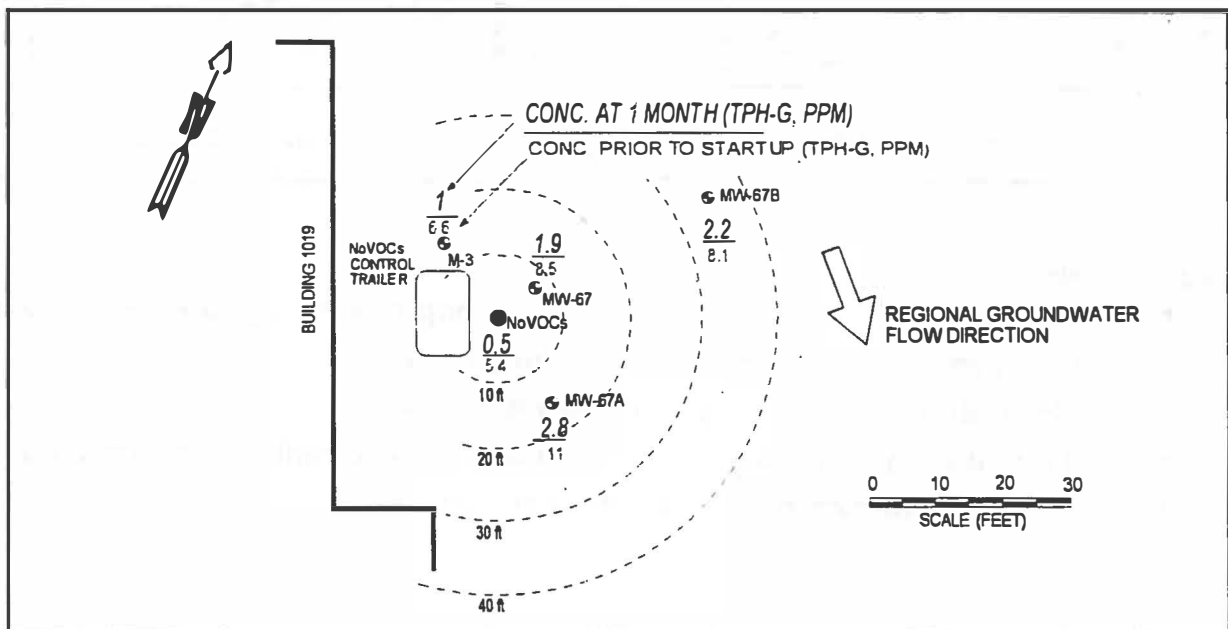 CONC. AT 1 MONTH (TPH-G, PPM)
CONC PRIOR TO STARTUP (TPH-G, PPM)
MW-67B
1
6.6
2.2
8.1
1.9
8.5
NoVOCs
CONTROL
TRAILER
M-3
MW-67
BUILDING 1019
NoVOCs
REGIONAL GROUNDWATER
FLOW DIRECTION
0.5
5.4
10 ft
MW-67A
2.8
11
20 ft
0 10 20 30
SCALE (FEET)
30 ft
40 ft